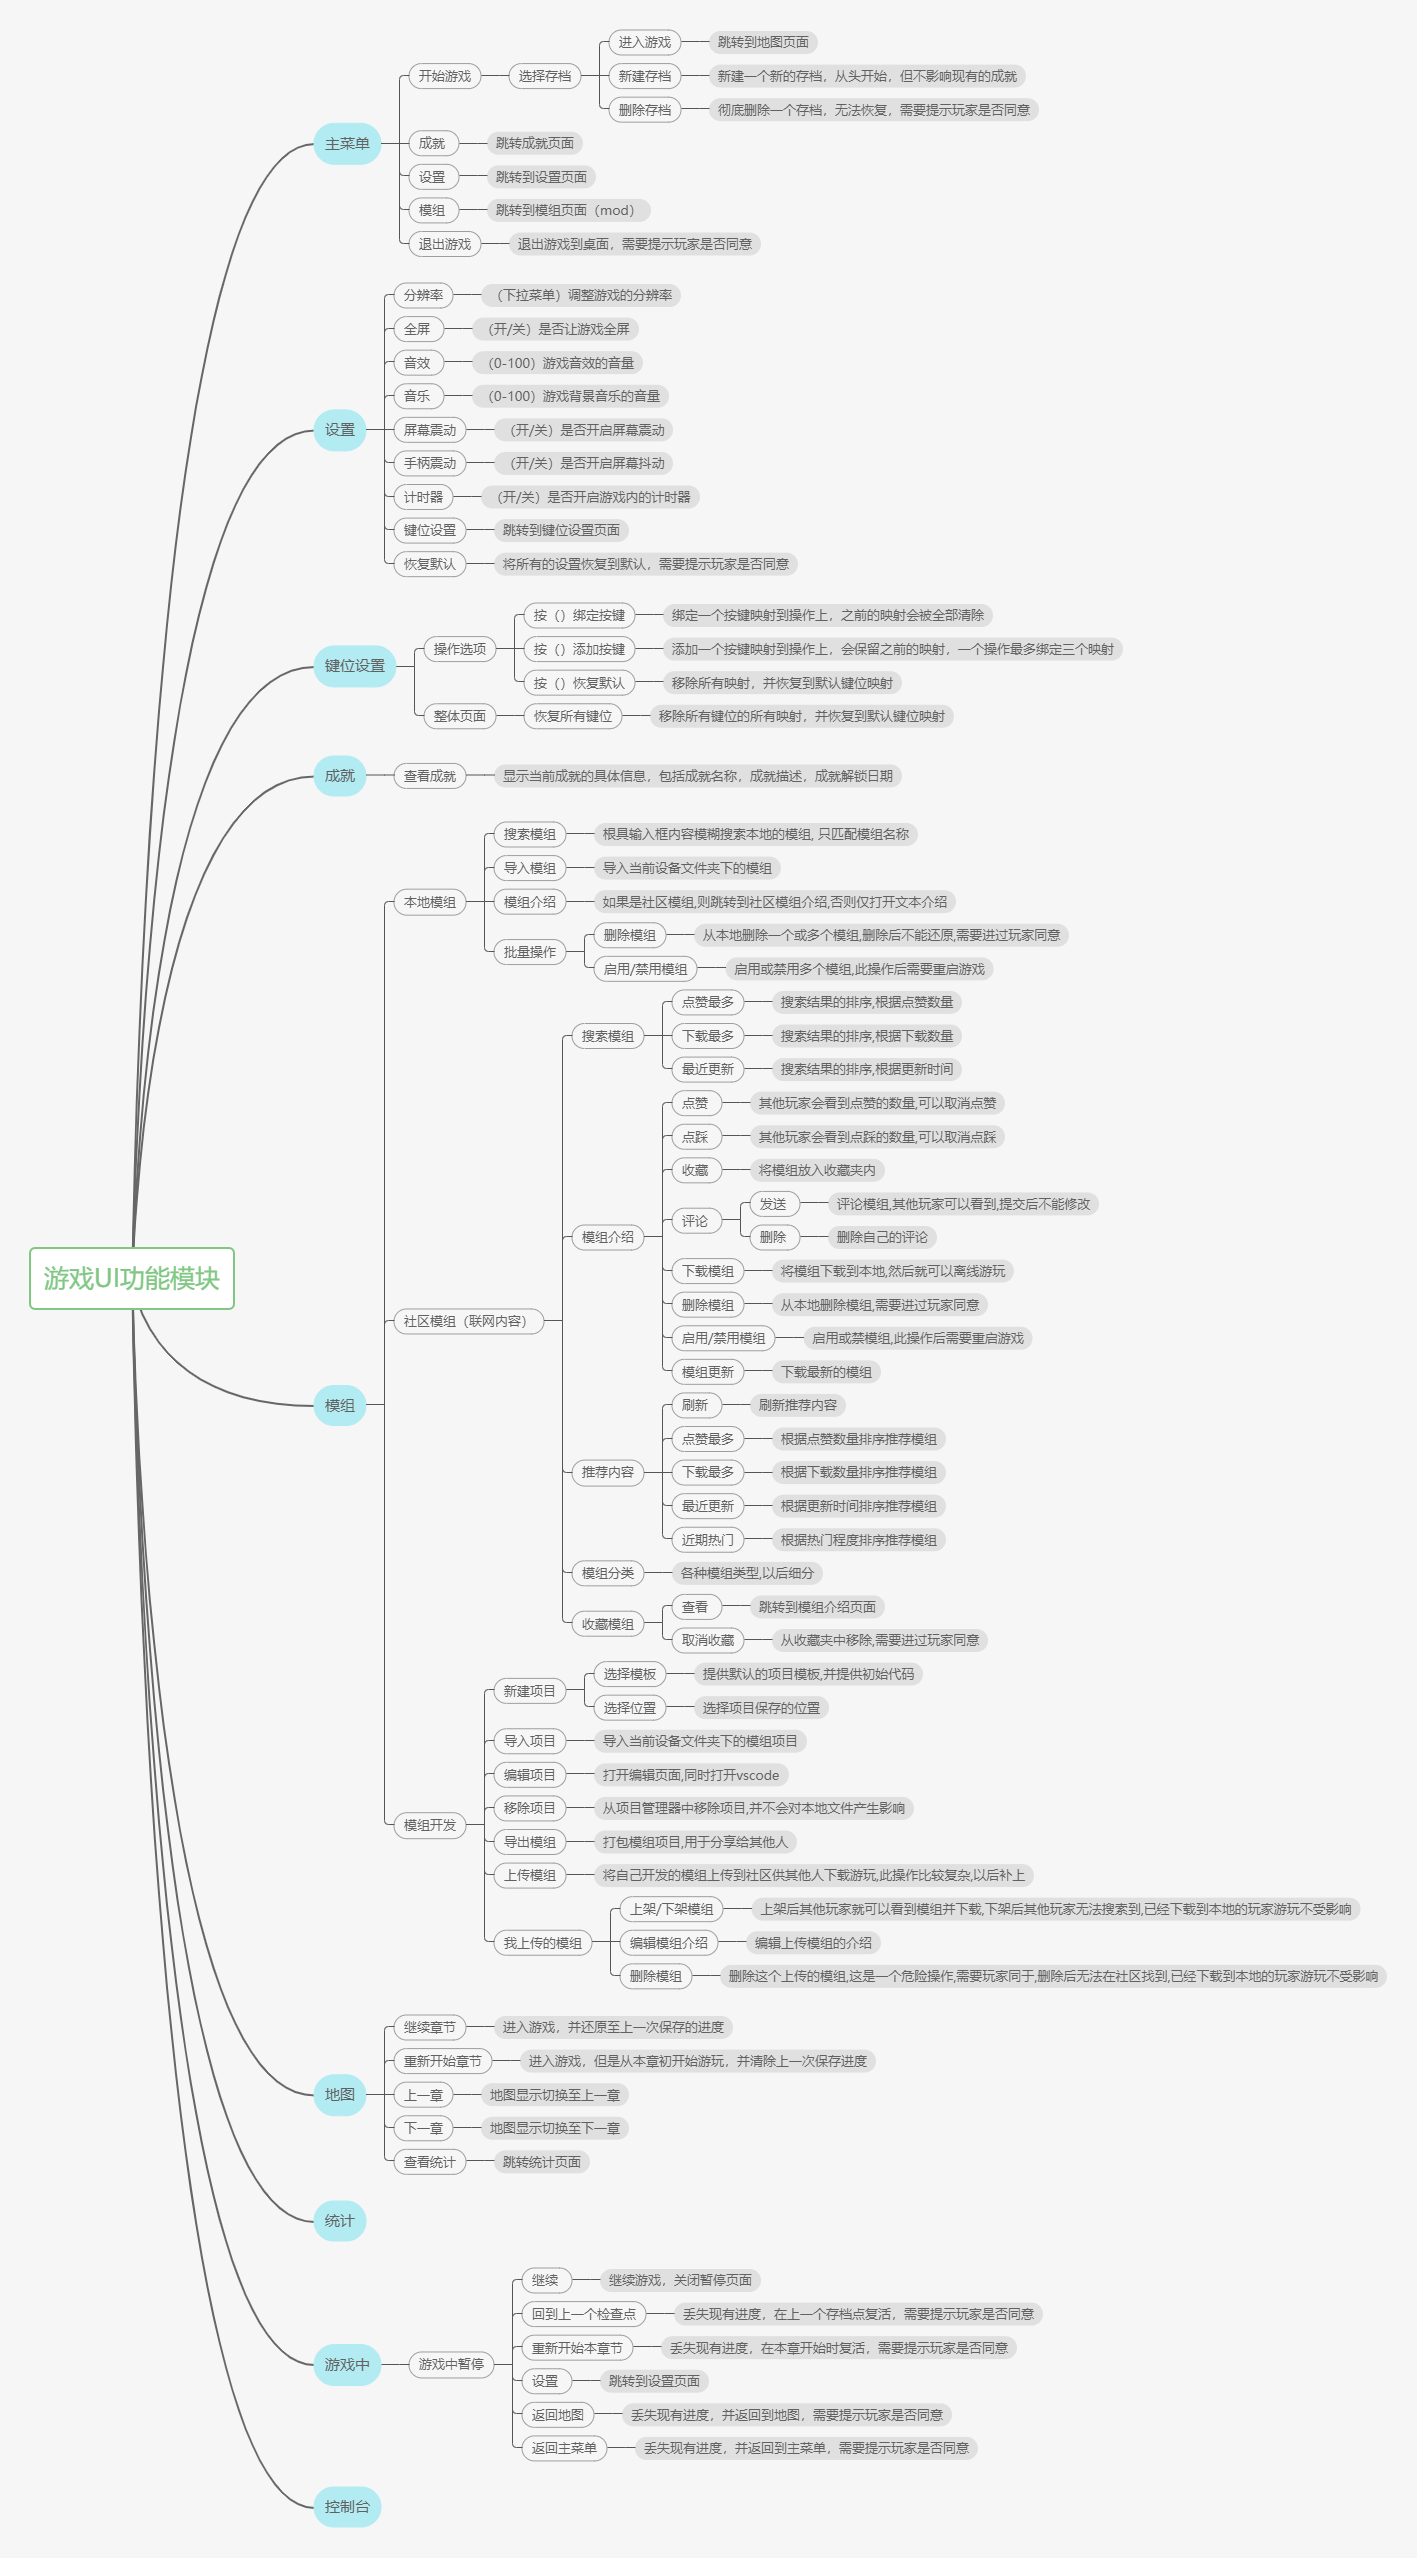 游戏UI功能模块
主菜单
开始游戏
选择存档
进入游戏
跳转到地图页面
新建存档
新建一个新的存档，从头开始，但不影响现有的成就
删除存档
彻底删除一个存档，无法恢复，需要提示玩家是否同意
成就
跳转成就页面
设置
跳转到设置页面
模组
跳转到模组页面（mod）
退出游戏
退出游戏到桌面，需要提示玩家是否同意
设置
分辨率
（下拉菜单）调整游戏的分辨率
全屏
（开/关）是否让游戏全屏
音效
（0-100）游戏音效的音量
音乐
（0-100）游戏背景音乐的音量
屏幕震动
（开/关）是否开启屏幕震动
手柄震动
（开/关）是否开启屏幕抖动
计时器
（开/关）是否开启游戏内的计时器
键位设置
跳转到键位设置页面
恢复默认
将所有的设置恢复到默认，需要提示玩家是否同意
键位设置
操作选项
按（）绑定按键
绑定一个按键映射到操作上，之前的映射会被全部清除
按（）添加按键
添加一个按键映射到操作上，会保留之前的映射，一个操作最多绑定三个映射
按（）恢复默认
移除所有映射，并恢复到默认键位映射
整体页面
恢复所有键位
移除所有键位的所有映射，并恢复到默认键位映射
成就
查看成就
显示当前成就的具体信息，包括成就名称，成就描述，成就解锁日期
模组
本地模组
搜索模组
根具输入框内容模糊搜索本地的模组, 只匹配模组名称
导入模组
导入当前设备文件夹下的模组
模组介绍
如果是社区模组,则跳转到社区模组介绍,否则仅打开文本介绍
批量操作
删除模组
从本地删除一个或多个模组,删除后不能还原,需要进过玩家同意
启用/禁用模组
启用或禁用多个模组,此操作后需要重启游戏
社区模组（联网内容）
搜索模组
点赞最多
搜索结果的排序,根据点赞数量
下载最多
搜索结果的排序,根据下载数量
最近更新
搜索结果的排序,根据更新时间
模组介绍
点赞
其他玩家会看到点赞的数量,可以取消点赞
点踩
其他玩家会看到点踩的数量,可以取消点踩
收藏
将模组放入收藏夹内
评论
发送
评论模组,其他玩家可以看到,提交后不能修改
删除
删除自己的评论
下载模组
将模组下载到本地,然后就可以离线游玩
删除模组
从本地删除模组,需要进过玩家同意
启用/禁用模组
启用或禁模组,此操作后需要重启游戏
模组更新
下载最新的模组
推荐内容
刷新
刷新推荐内容
点赞最多
根据点赞数量排序推荐模组
下载最多
根据下载数量排序推荐模组
最近更新
根据更新时间排序推荐模组
近期热门
根据热门程度排序推荐模组
模组分类
各种模组类型,以后细分
收藏模组
查看
跳转到模组介绍页面
取消收藏
从收藏夹中移除,需要进过玩家同意
模组开发
新建项目
选择模板
提供默认的项目模板,并提供初始代码
选择位置
选择项目保存的位置
导入项目
导入当前设备文件夹下的模组项目
编辑项目
打开编辑页面,同时打开vscode
移除项目
从项目管理器中移除项目,并不会对本地文件产生影响
导出模组
打包模组项目,用于分享给其他人
上传模组
将自己开发的模组上传到社区供其他人下载游玩,此操作比较复杂,以后补上
我上传的模组
上架/下架模组
上架后其他玩家就可以看到模组并下载,下架后其他玩家无法搜索到,已经下载到本地的玩家游玩不受影响
编辑模组介绍
编辑上传模组的介绍
删除模组
删除这个上传的模组,这是一个危险操作,需要玩家同于,删除后无法在社区找到,已经下载到本地的玩家游玩不受影响
地图
继续章节
进入游戏，并还原至上一次保存的进度
重新开始章节
进入游戏，但是从本章初开始游玩，并清除上一次保存进度
上一章
地图显示切换至上一章
下一章
地图显示切换至下一章
查看统计
跳转统计页面
统计
游戏中
游戏中暂停
继续
继续游戏，关闭暂停页面
回到上一个检查点
丢失现有进度，在上一个存档点复活，需要提示玩家是否同意
重新开始本章节
丢失现有进度，在本章开始时复活，需要提示玩家是否同意
设置
跳转到设置页面
返回地图
丢失现有进度，并返回到地图，需要提示玩家是否同意
返回主菜单
丢失现有进度，并返回到主菜单，需要提示玩家是否同意
控制台